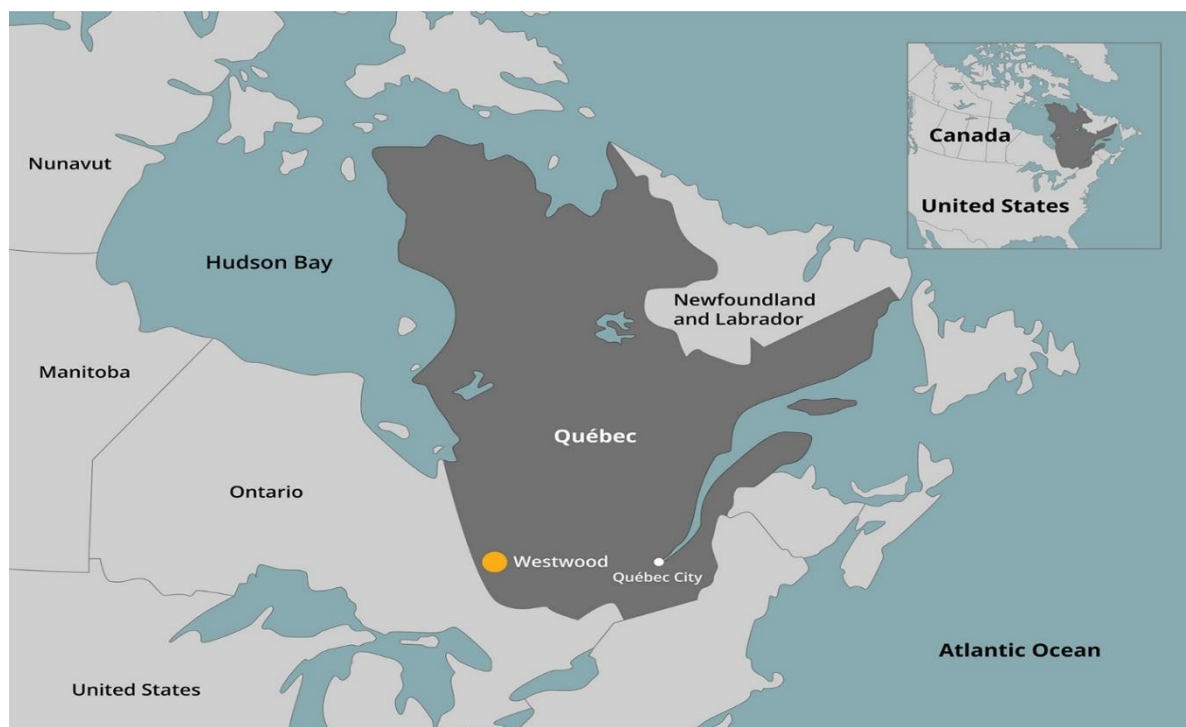 Canada
United States
Nunavut
Hudson Bay
Newfoundland
and Labrador
Manitoba
Québec
Ontario
Westwood
Québec City
Atlantic Ocean
United States